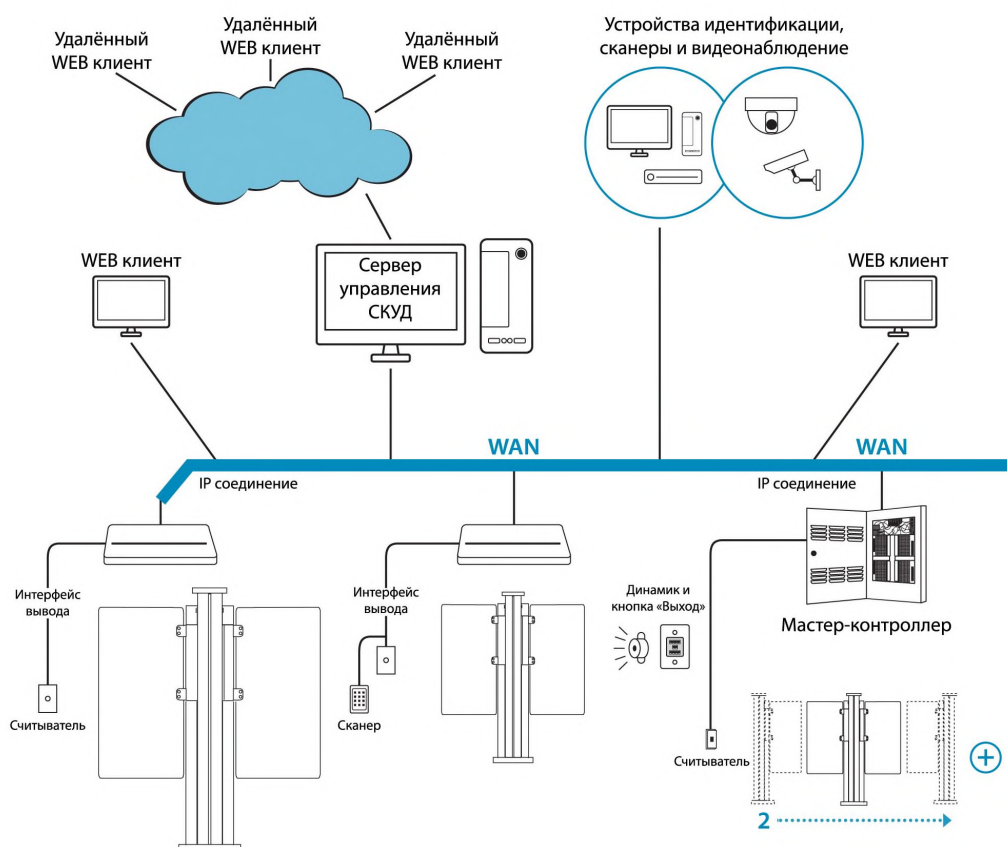 Удалённый
WEB клиент
Удалённый
WEB клиент
Удалённый
WEB клиент
Устройства идентификации,
сканеры и видеонаблюдение
WEB клиент
Сервер
управления
СКУД
WEB клиент
WAN
WAN
IP соединение
IP соединение
Интерфейс
вывода
Интерфейс
вывода
Динамик и
кнопка «Выход»
Мастер-контроллер
Считыватель
Сканер
Считыватель
2